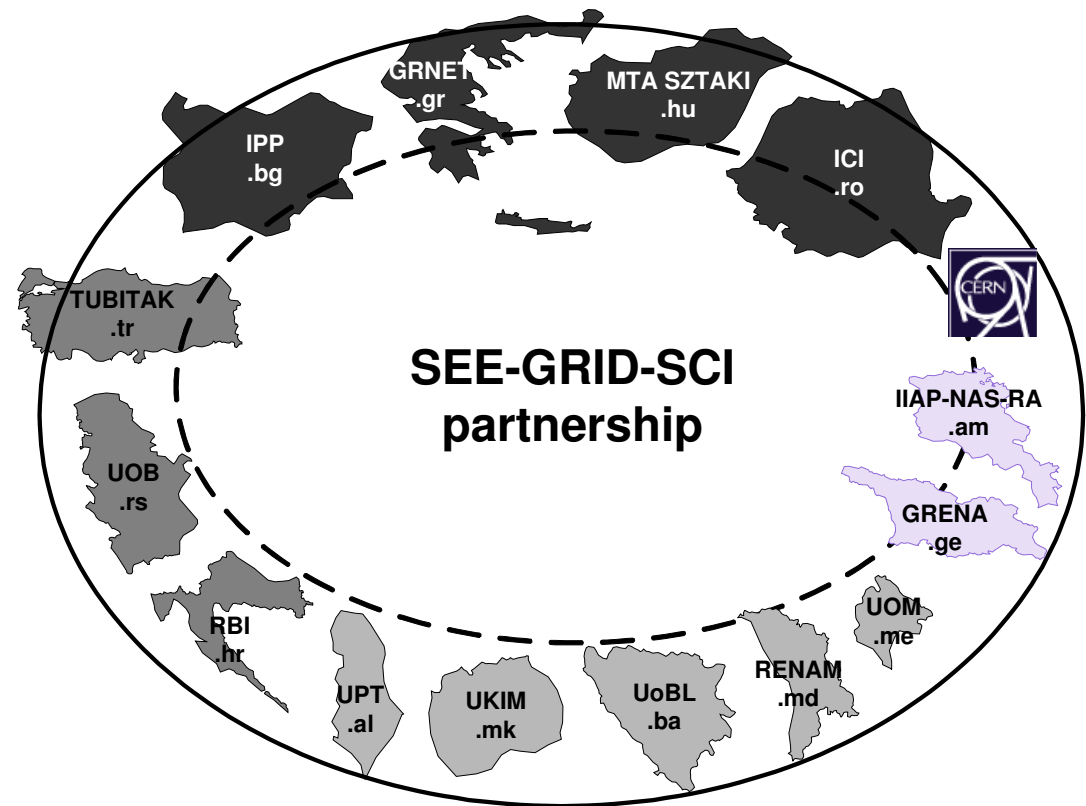 GRNET
.gr
MTA SZTAKI
.hu
IPP
.bg
ICI
.ro
CERN
TUBITAK
.tr
SEE-GRID-SCI
partnership
IIAP-NAS-RA
.am
UOB
.rs
GRENA
.ge
RBI
.hr
UOM
.me
UPT
.al
UKIM
.mk
UoBL
.ba
RENAM
.md